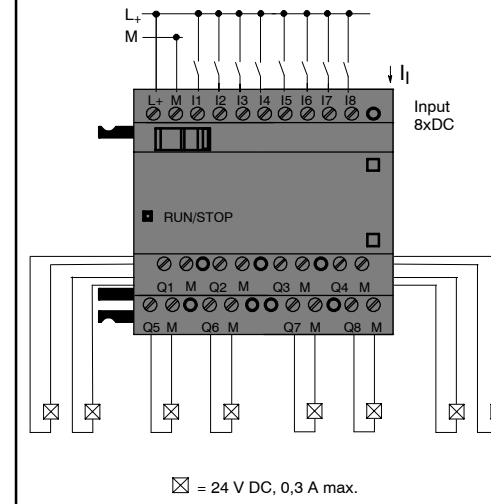 L+
M
I_I
L+ M I1 I2 I3 I4 I5 I6 I7 I8
Input
8xDC
RUN/STOP
Q1 M Q2 M Q3 M Q4 M
Q5 M Q6 M Q7 M Q8 M
= 24 V DC, 0,3 A max.